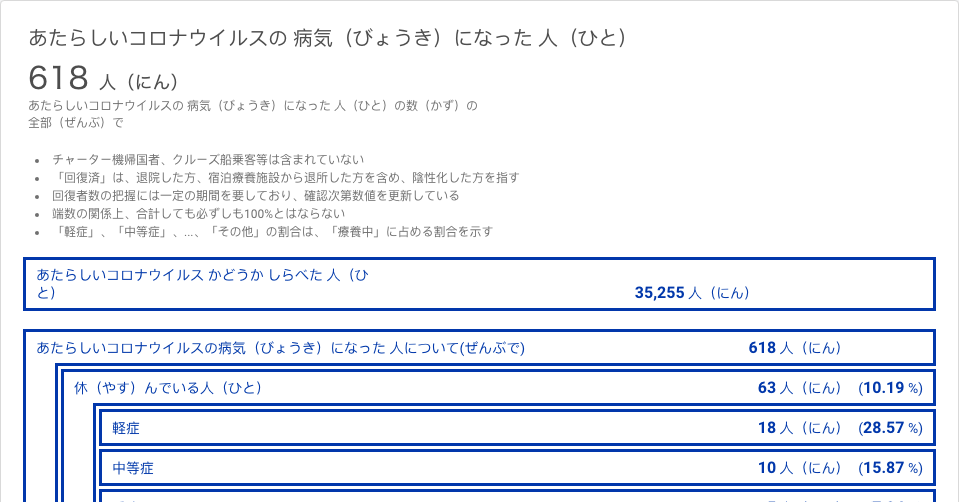 あたらしいコロナウイルスの 病気（びょうき）になった 人（ひと）
618 人（にん）
あたらしいコロナウイルスの 病気（びょうき）になった 人（ひと）の数（かず）の
全部（ぜんぶ）で
• チャーター機帰国者、クルーズ船乗客等は含まれていない
• 「回復済」は、退院した方、宿泊療養施設から退所した方を含め、陰性化した方を指す
• 回復者数の把握には一定の期間を要しており、確認次第数値を更新している
• 端数の関係上、合計しても必ずしも100%とはならない
• 「軽症」、「中等症」、...、「その他」の割合は、「療養中」に占める割合を示す
あたらしいコロナウイルス かどうか しらべた 人（ひ
と） 35,255 人（にん）
あたらしいコロナウイルスの病気（びょうき）になった 人について(ぜんぶで) 618 人（にん）
休（やす）んでいる人（ひと） 63 人（にん） (10.19 %)
軽症 18 人（にん） (28.57 %)
中等症 10 人（にん） (15.87 %)